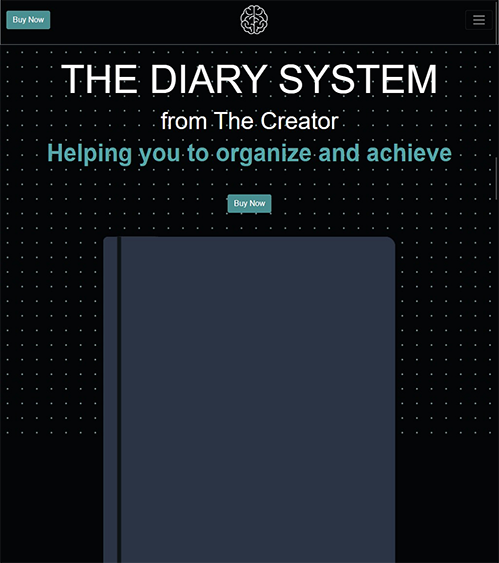 Buy Now
THE DIARY SYSTEM
from The Creator
Helping you to organize and achieve
Buy Now